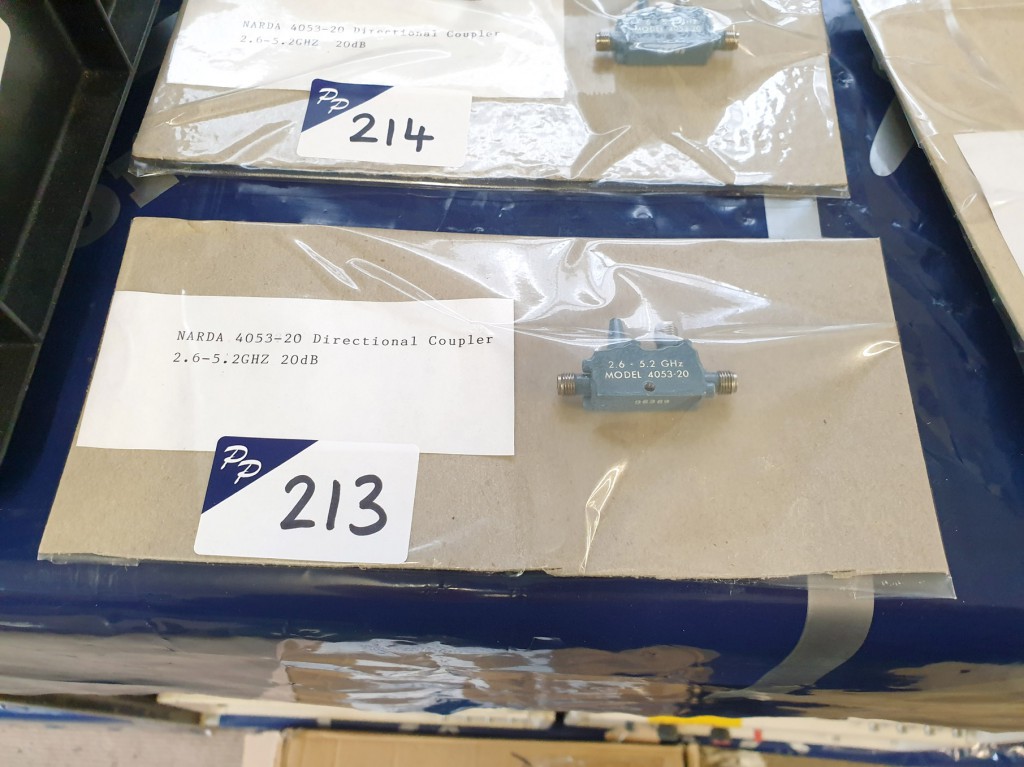 NARDA 4053-20 Directional Coupler
2.6-5.2GHZ 20dB
PP
214
NARDA 4053-20 Directional Coupler
2.6-5.2GHZ 20dB
2.6 - 5.2 GHz
MODEL 4053-20
PP
213